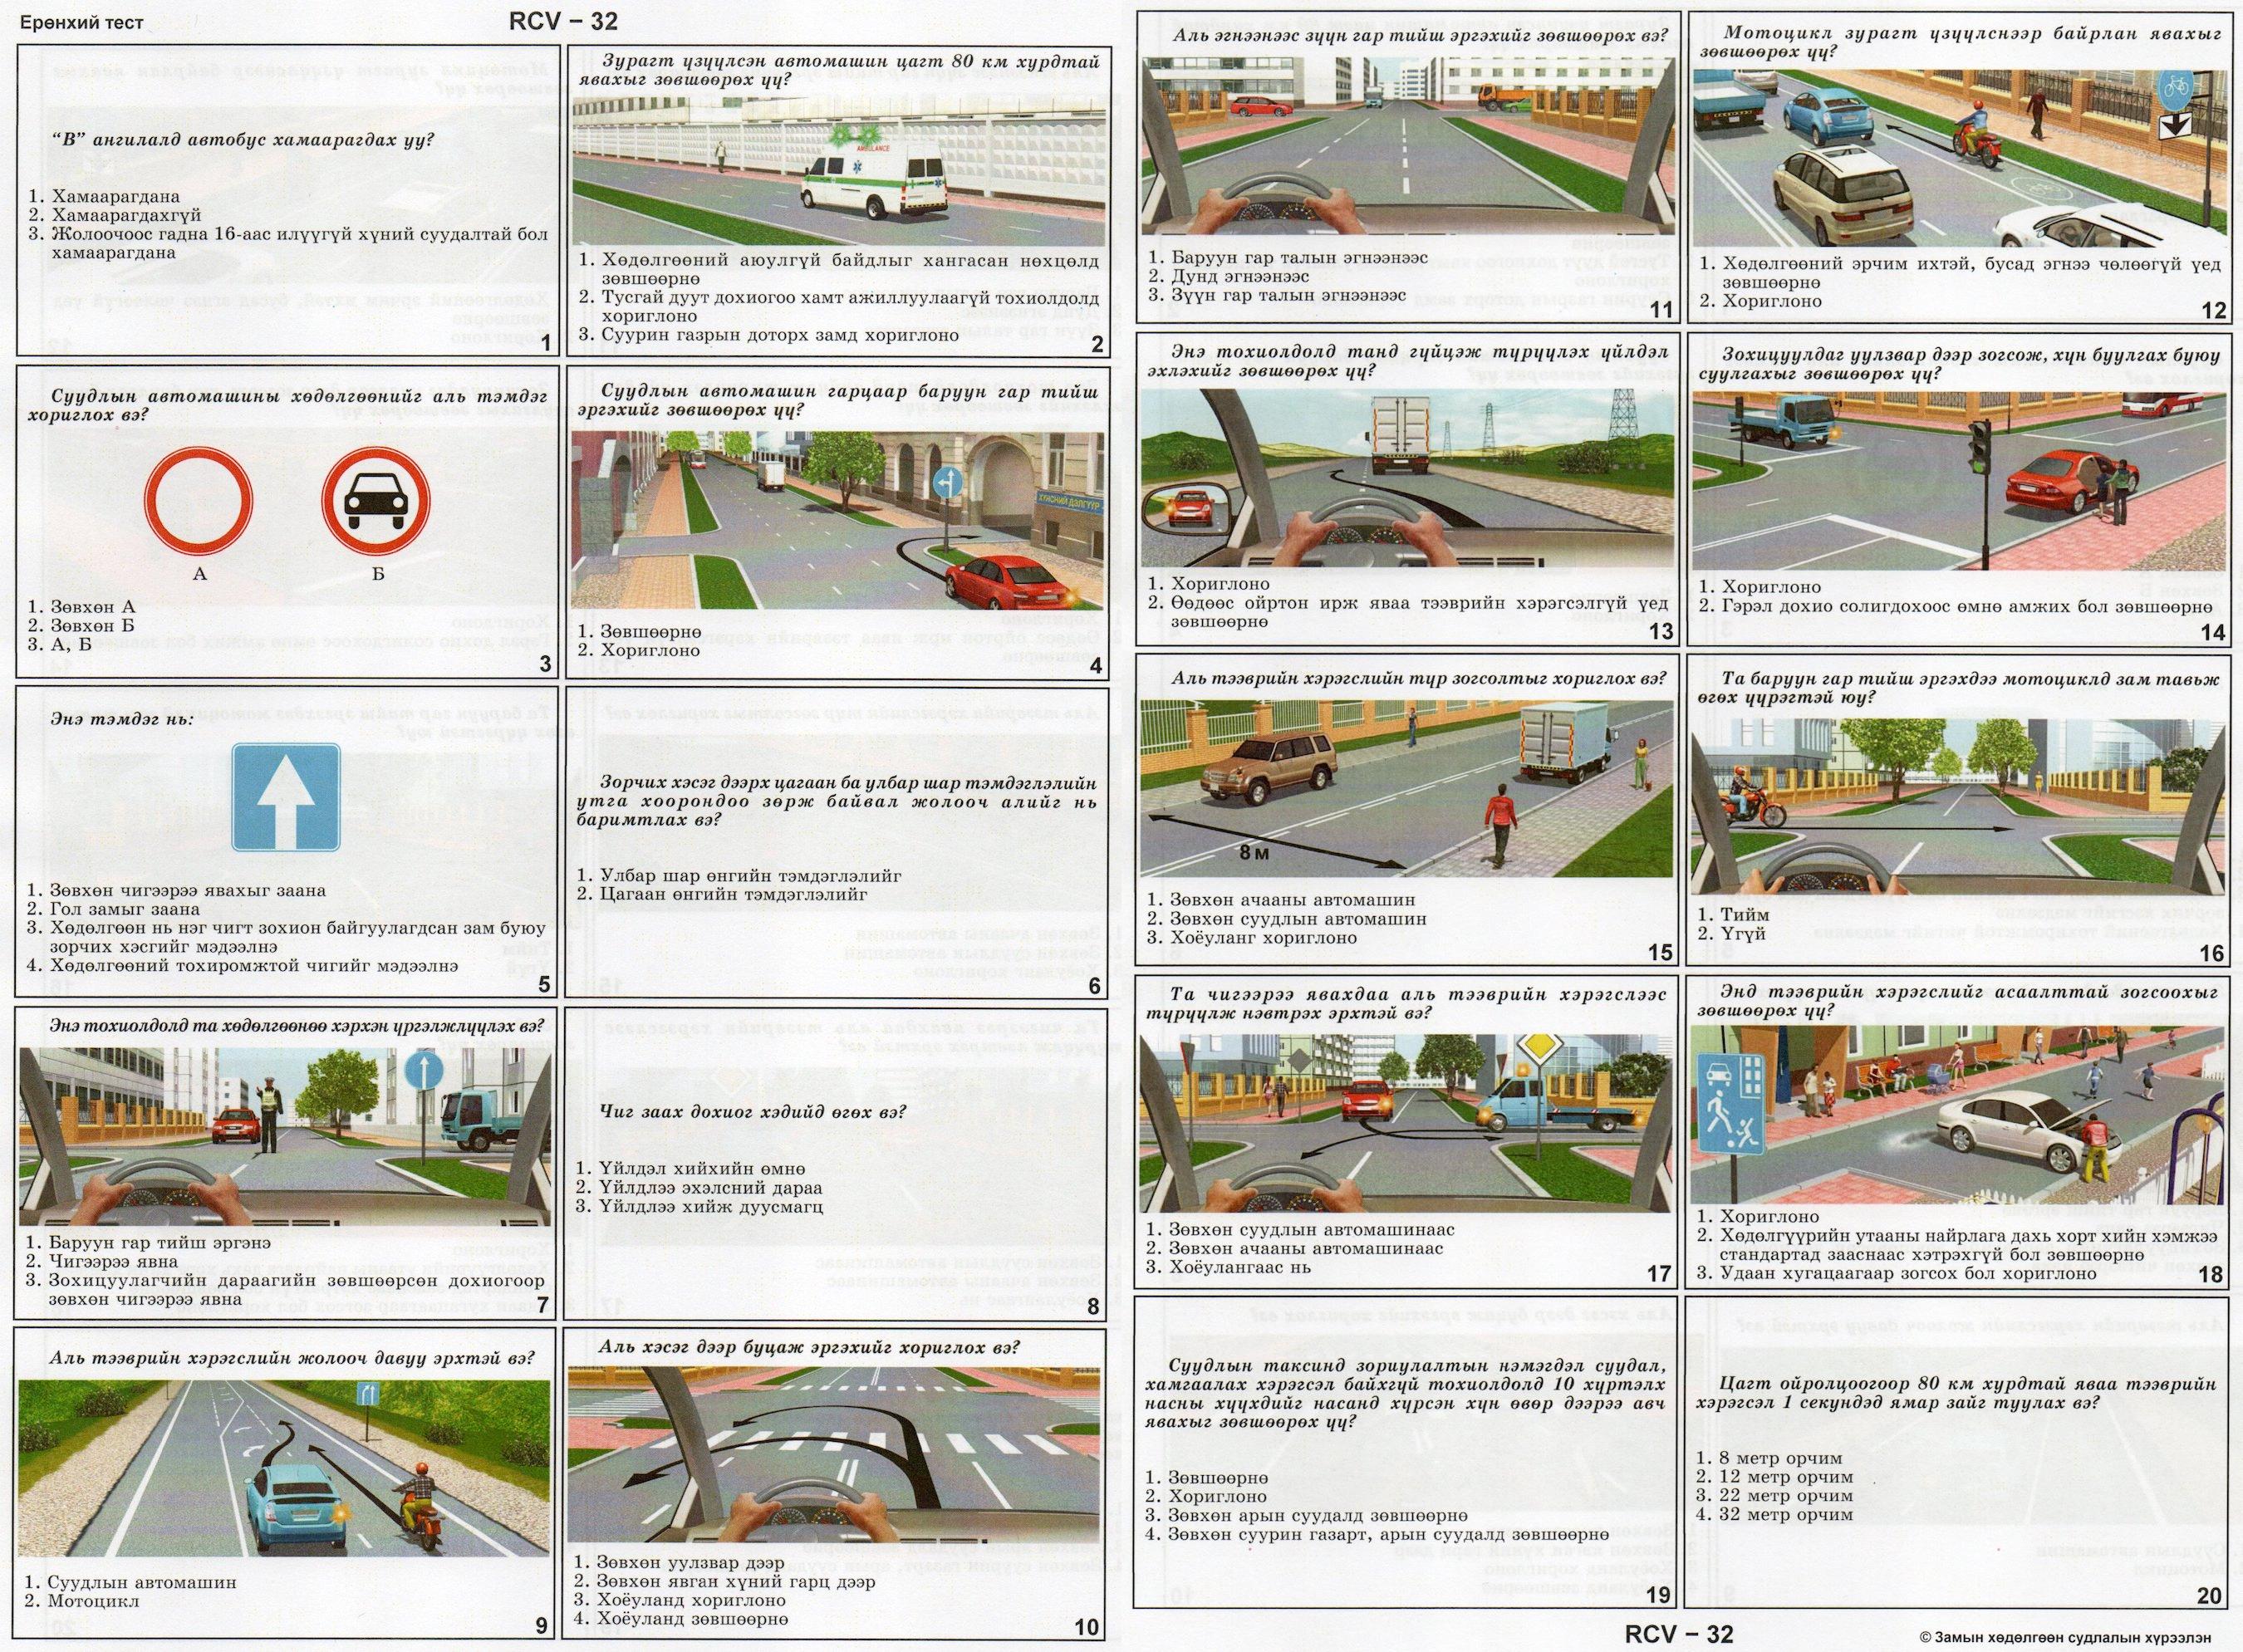 Ерөнхий тест
RCV – 32
“В” ангилалд автобус хамаарагдах уу?
1. Хамаарагдана
2. Хамаарагдахгүй
3. Жолоочоос гадна 16-аас илүүгүй хүний суудалтай бол
хамаарагдана
1
Зурагт үзүүлсэн автомашин цагт 80 км хурдтай
явахыг зөвшөөрөх үү?
AMBULANCE
1. Хөдөлгөөний аюулгүй байдлыг хангасан нөхцөлд
зөвшөөрнө
2. Тусгай дуут дохиогоо хамт ажиллуулаагүй тохиолдолд
хориглоно
3. Суурин газрын доторх замд хориглоно
2
Суудлын автомашины хөдөлгөөнийг аль тэмдэг
хориглох вэ?
А
Б
1. Зөвхөн А
2. Зөвхөн Б
3. А, Б
3
Суудлын автомашин гарцаар баруун гар тийш
эргэхийг зөвшөөрөх үү?
ХҮНСНИЙ ДЭЛГҮҮР
1. Зөвшөөрнө
2. Хориглоно
4
Энэ тэмдэг нь:
1. Зөвхөн чигээрээ явахыг заана
2. Гол замыг заана
3. Хөдөлгөөн нь нэг чигт зохион байгуулагдсан зам буюу
зорчих хэсгийг мэдээлнэ
4. Хөдөлгөөний тохиромжтой чигийг мэдээлнэ
5
Зорчих хэсэг дээрх цагаан ба улбар шар тэмдэглэлийн
утга хоорондоо зөрж байвал жолооч алийг нь
баримтлах вэ?
1. Улбар шар өнгийн тэмдэглэлийг
2. Цагаан өнгийн тэмдэглэлийг
6
Энэ тохиолдолд та хөдөлгөөнөө хэрхэн үргэлжлүүлэх вэ?
1. Баруун гар тийш эргэнэ
2. Чигээрээ явна
3. Зохицуулагчийн дараагийн зөвшөөрсөн дохиогоор
зөвхөн чигээрээ явна
7
Чиг заах дохиог хэдийд өгөх вэ?
1. Үйлдэл хийхийн өмнө
2. Үйлдлээ эхэлсний дараа
3. Үйлдлээ хийж дуусмагц
8
Аль тээврийн хэрэгслийн жолооч давуу эрхтэй вэ?
1. Суудлын автомашин
2. Мотоцикл
9
Аль хэсэг дээр буцаж эргэхийг хориглох вэ?
1. Зөвхөн уулзвар дээр
2. Зөвхөн явган хүний гарц дээр
3. Хоёуланд хориглоно
4. Хоёуланд зөвшөөрнө
10
Аль эгнээнээс зүүн гар тийш эргэхийг зөвшөөрөх вэ?
1. Баруун гар талын эгнээнээс
2. Дунд эгнээнээс
3. Зүүн гар талын эгнээнээс
11
Мотоцикл зурагт үзүүлснээр байрлан явахыг
зөвшөөрөх үү?
1. Хөдөлгөөний эрчим ихтэй, бусад эгнээ чөлөөгүй үед
зөвшөөрнө
2. Хориглоно
12
Энэ тохиолдолд танд гүйцэж түрүүлэх үйлдэл
эхлэхийг зөвшөөрөх үү?
1. Хориглоно
2. Өөдөөс ойртон ирж яваа тээврийн хэрэгсэлгүй үед
зөвшөөрнө
13
Зохицуулдаг уулзвар дээр зогсож, хүн буулгах буюу
суулгахыг зөвшөөрөх үү?
1. Хориглоно
2. Гэрэл дохио солигдохоос өмнө амжих бол зөвшөөрнө
14
Аль тээврийн хэрэгслийн түр зогсолтыг хориглох вэ?
8 м
1. Зөвхөн ачааны автомашин
2. Зөвхөн суудлын автомашин
3. Хоёуланг хориглоно
15
Та баруун гар тийш эргэхдээ мотоциклд зам тавьж
өгөх үүрэгтэй юу?
1. Тийм
2. Үгүй
16
Та чигээрээ явахдаа аль тээврийн хэрэгслээс
түрүүлж нэвтрэх эрхтэй вэ?
1. Зөвхөн суудлын автомашинаас
2. Зөвхөн ачааны автомашинаас
3. Хоёулангаас нь
17
Энд тээврийн хэрэгслийг асаалттай зогсоохыг
зөвшөөрөх үү?
1. Хориглоно
2. Хөдөлгүүрийн утааны найрлага дахь хорт хийн хэмжээ
стандартад зааснаас хэтрэхгүй бол зөвшөөрнө
3. Удаан хугацаагаар зогсох бол хориглоно
18
Суудлын таксинд зориулалтын нэмэгдэл суудал,
хамгаалах хэрэгсэл байхгүй тохиолдолд 10 хүртэлх
насны хүүхдийг насанд хүрсэн хүн өвөр дээрээ авч
явахыг зөвшөөрөх үү?
1. Зөвшөөрнө
2. Хориглоно
3. Зөвхөн арын суудалд зөвшөөрнө
4. Зөвхөн суурин газарт, арын суудалд зөвшөөрнө
19
Цагт ойролцоогоор 80 км хурдтай яваа тээврийн
хэрэгсэл 1 секундэд ямар зайг туулах вэ?
1. 8 метр орчим
2. 12 метр орчим
3. 22 метр орчим
4. 32 метр орчим
20
RCV – 32
© Замын хөдөлгөөн судлалын хүрээлэн